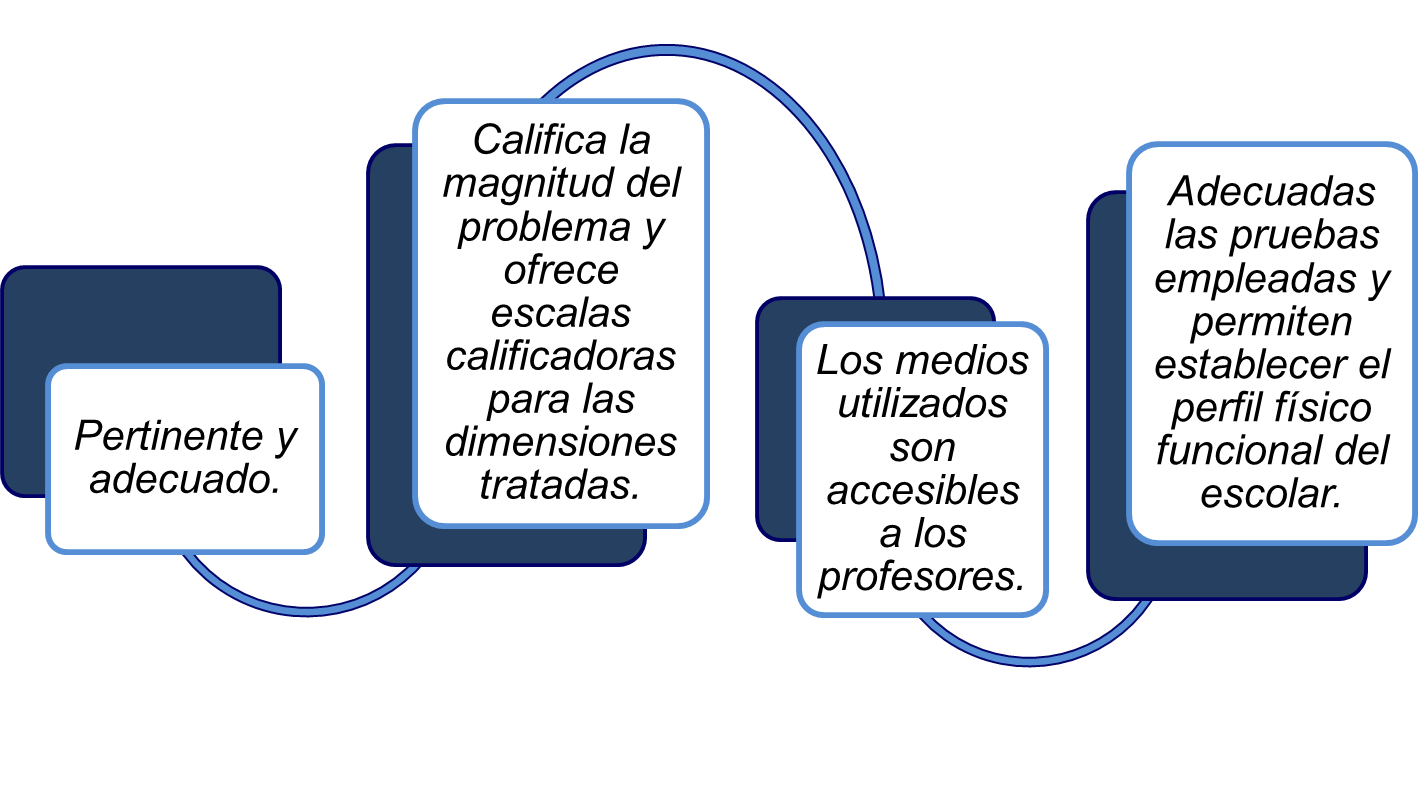 Pertinente y
adecuado.
Califica la
magnitud del
problema y
ofrece
escalas
calificadoras
para las
dimensiones
tratadas.
Los medios
utilizados
son
accesibles
a los
profesores.
Adecuadas
las pruebas
empleadas y
permiten
establecer el
perfil físico
funcional del
escolar.